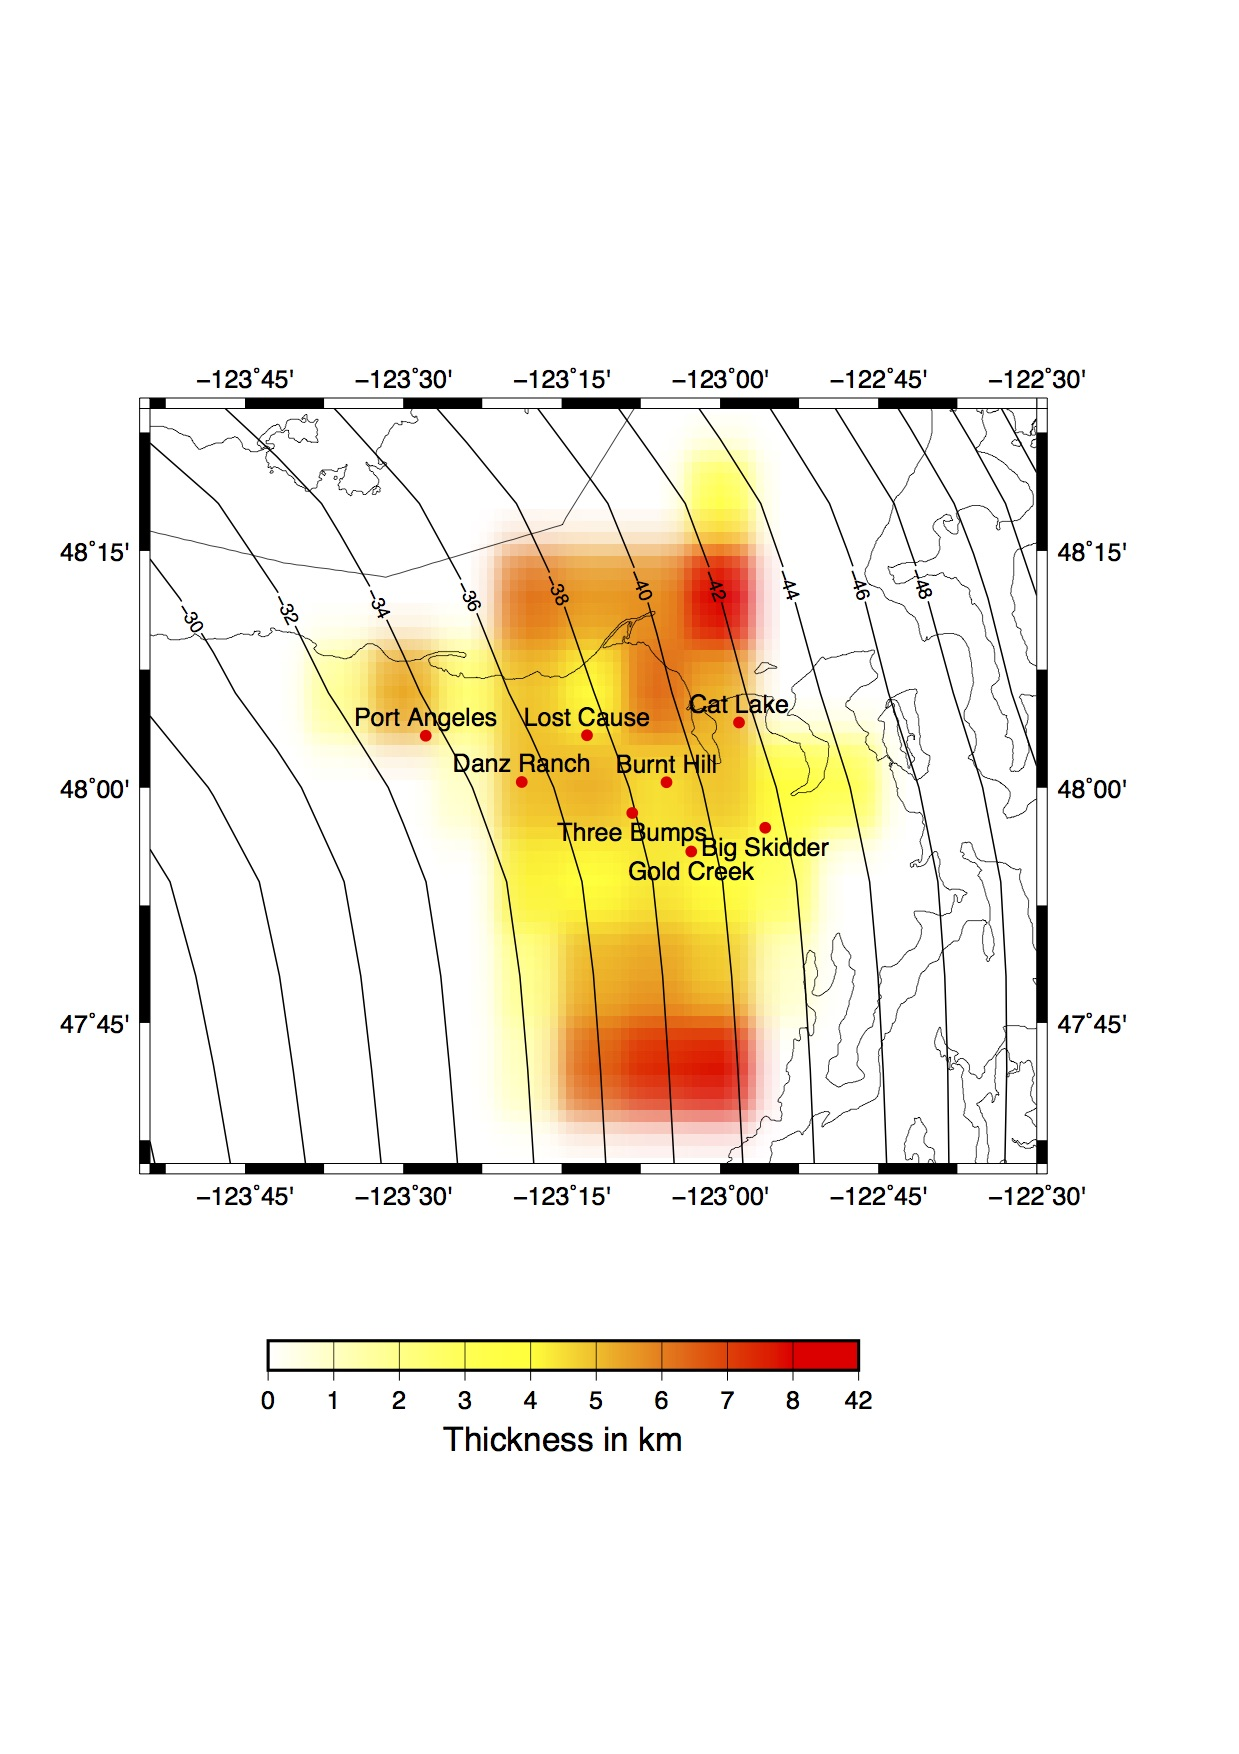 −123˚45' −123˚30' −123˚15' −123˚00' −122˚45' −122˚30'
48˚15' 48˚15'
−30 −32 −34 −36 −38 −40 −42 −44 −46 −48
Cat Lake
Port Angeles Lost Cause
Danz Ranch Burnt Hill
48˚00' 48˚00'
Three Bumps
Big Skidder
Gold Creek
47˚45' 47˚45'
−123˚45' −123˚30' −123˚15' −123˚00' −122˚45' −122˚30'
0 1 2 3 4 5 6 7 8 42
Thickness in km